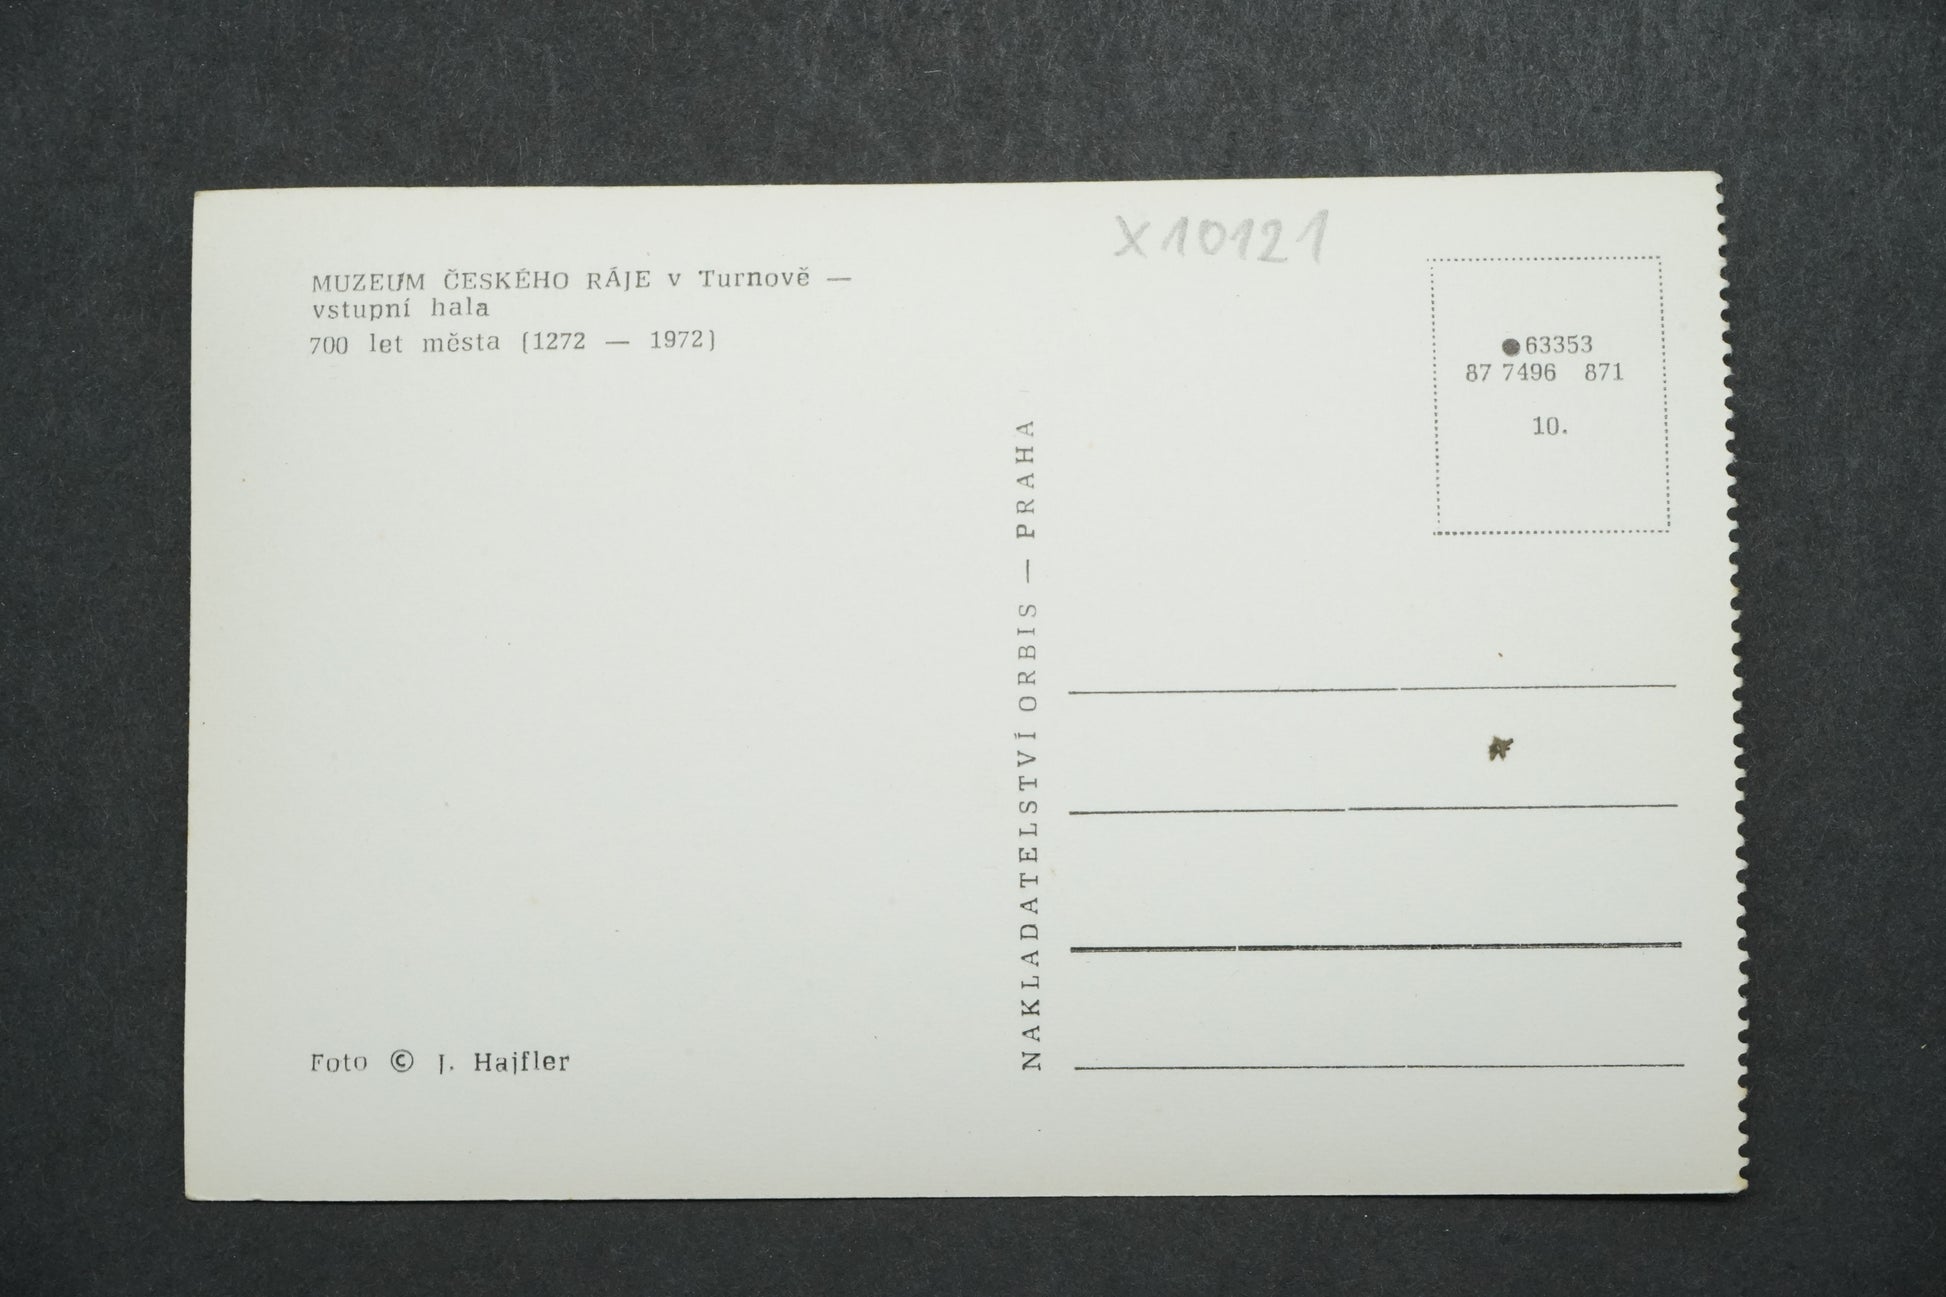 X10121
MUZEUM ČESKÉHO RÁJE v Turnově —
vstupní hala
700 let města (1272 — 1972)
Foto © J. Hajfler
NAKLADATELSTVÍ ORBIS — PRAHA
●63353
87 7496 871
10.